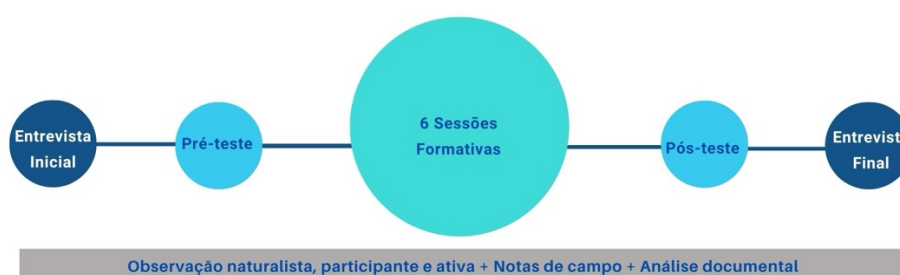 Entrevista
Inicial
Pré-teste
6 Sessões
Formativas
Pós-teste
Entrevist
Final
Observação naturalista, participante e ativa + Notas de campo + Análise documental